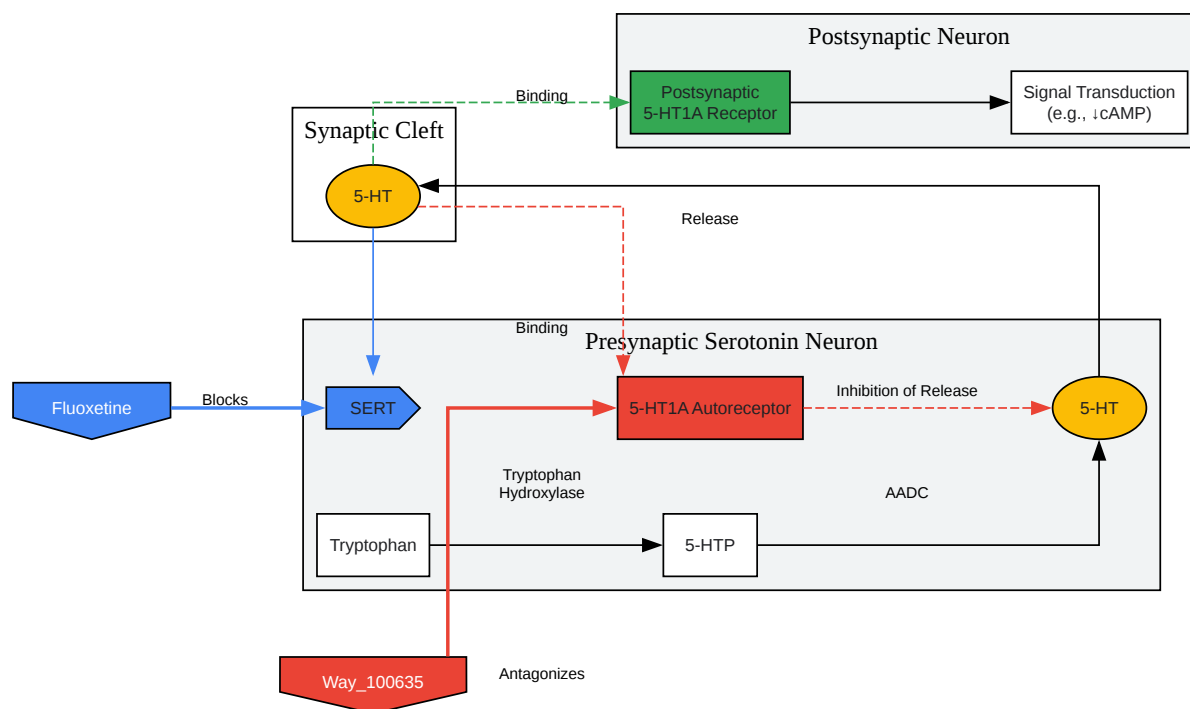 Postsynaptic Neuron
Binding
Postsynaptic
5-HT1A Receptor
Signal Transduction
(e.g., ↓cAMP)
Synaptic Cleft
5-HT
Release
Binding
Presynaptic Serotonin Neuron
Fluoxetine
Blocks
SERT
5-HT1A Autoreceptor
Inhibition of Release
5-HT
Tryptophan
Hydroxylase
AADC
Tryptophan
5-HTP
Way_100635
Antagonizes